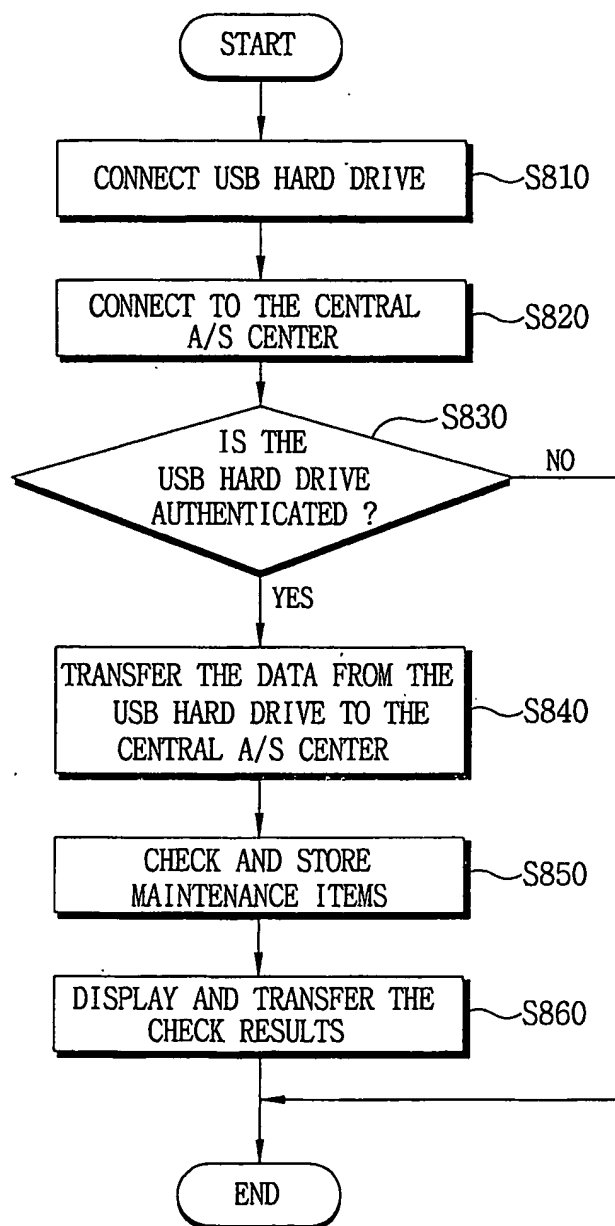 START
CONNECT USB HARD DRIVE
S810
CONNECT TO THE CENTRAL
A/S CENTER
S820
S830
IS THE
USB HARD DRIVE
AUTHENTICATED ?
NO
YES
TRANSFER THE DATA FROM THE
USB HARD DRIVE TO THE
CENTRAL A/S CENTER
S840
CHECK AND STORE
MAINTENANCE ITEMS
S850
DISPLAY AND TRANSFER THE
CHECK RESULTS
S860
END